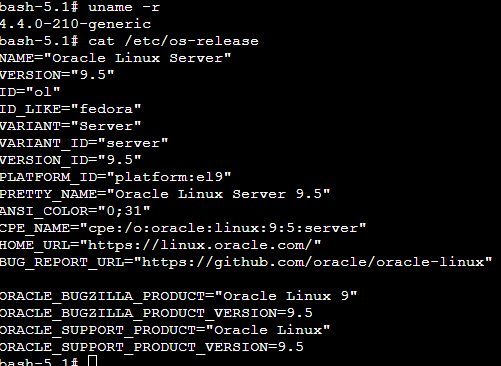 bash-5.1# uname -r
4.4.0-210-generic
bash-5.1# cat /etc/os-release
NAME="Oracle Linux Server"
VERSION="9.5"
ID="ol"
ID_LIKE="fedora"
VARIANT="Server"
VARIANT_ID="server"
VERSION_ID="9.5"
PLATFORM_ID="platform:el9"
PRETTY_NAME="Oracle Linux Server 9.5"
ANSI_COLOR="0;31"
CPE_NAME="cpe:/o:oracle:linux:9:5:server"
HOME_URL="https://linux.oracle.com/"
BUG_REPORT_URL="https://github.com/oracle/oracle-linux"

ORACLE_BUGZILLA_PRODUCT="Oracle Linux 9"
ORACLE_BUGZILLA_PRODUCT_VERSION=9.5
ORACLE_SUPPORT_PRODUCT="Oracle Linux"
ORACLE_SUPPORT_PRODUCT_VERSION=9.5
bash-5.1#